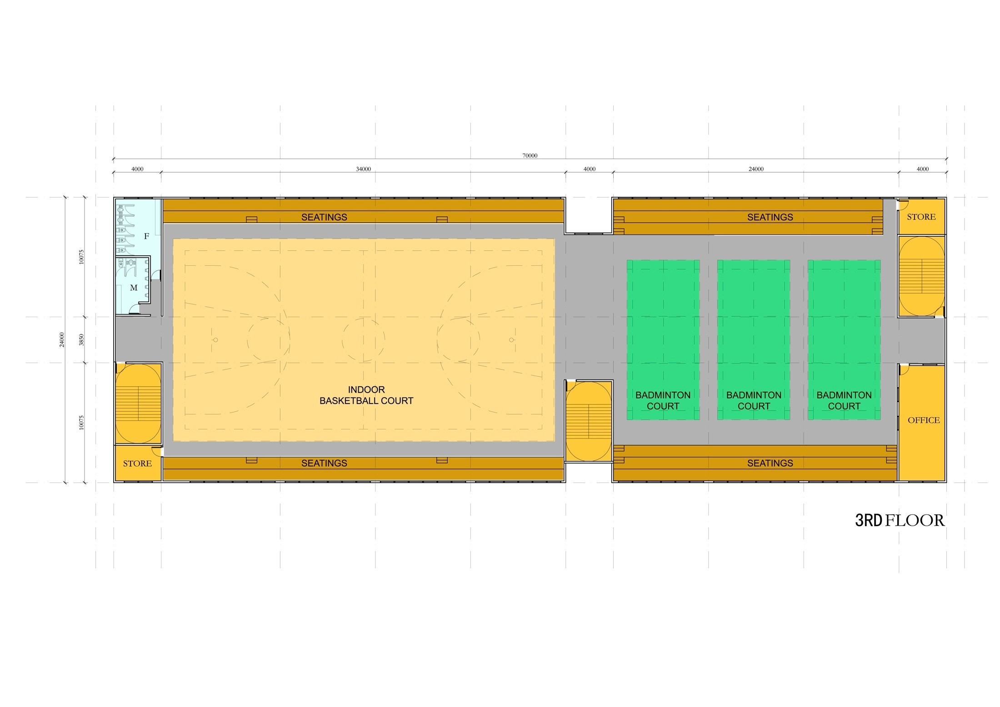 70000
4000
34000
4000
24000
4000
SEATINGS
SEATINGS
STORE
F
10075
M
24000
3850
INDOOR
BASKETBALL COURT
BADMINTON
COURT
BADMINTON
COURT
BADMINTON
COURT
10075
OFFICE
STORE
SEATINGS
SEATINGS
3RD FLOOR